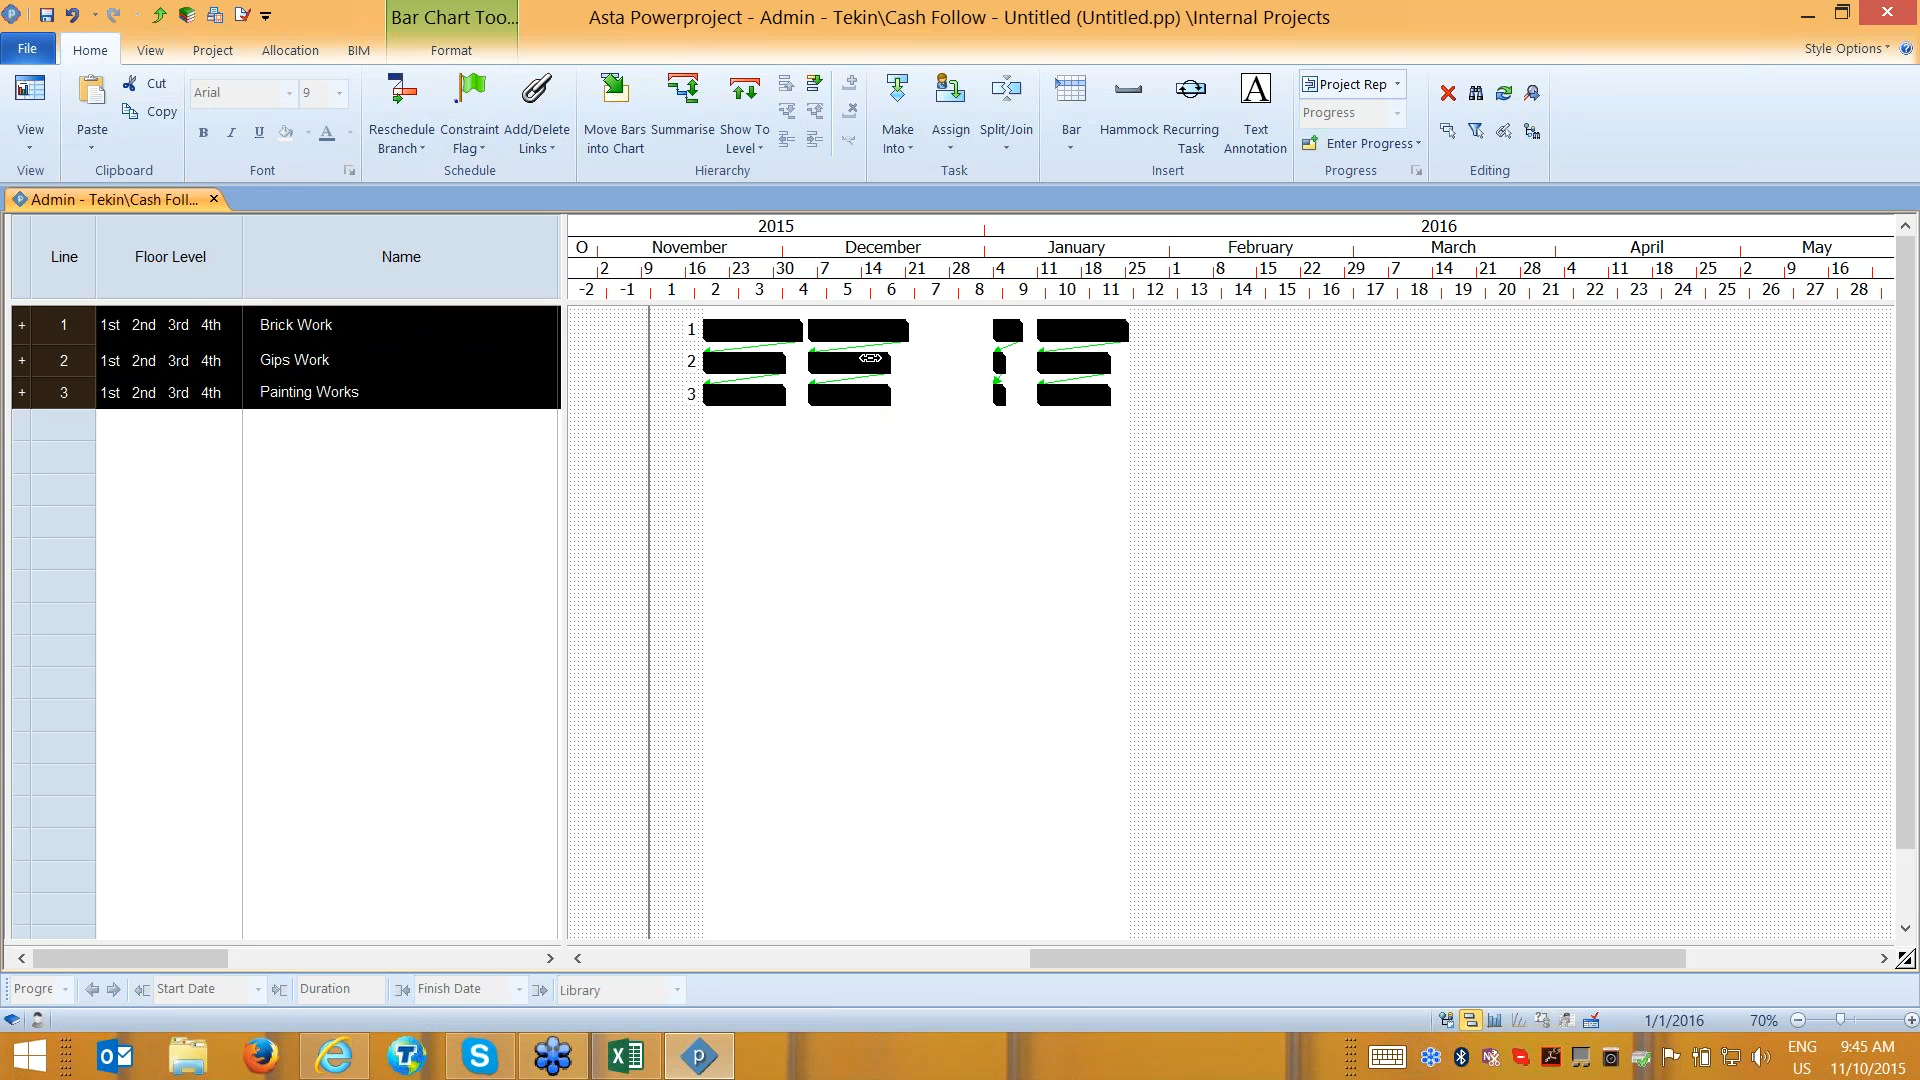 Bar Chart Too...
Asta Powerproject - Admin - Tekin\Cash Follow - Untitled (Untitled.pp) \Internal Projects
File Home View Project Allocation BIM Format
Style Options
View
View
Paste
Cut
Copy
Clipboard
Arial 9
B I U A
Font
Reschedule Branch
Constraint Flag
Add/Delete Links
Schedule
Move Bars into Chart
Summarise
Show To Level
Hierarchy
Make Into
Assign
Split/Join
Task
Bar
Hammock
Recurring Task
A
Text Annotation
Insert
Project Rep
Progress
Enter Progress
Progress
Editing
Admin - Tekin\Cash Foll...
Line Floor Level Name
2015 2016
O November December January February March April May
2 9 16 23 30 7 14 21 28 4 11 18 25 1 8 15 22 29 7 14 21 28 4 11 18 25 2 9 16
-2 -1 1 2 3 4 5 6 7 8 9 10 11 12 13 14 15 16 17 18 19 20 21 22 23 24 25 26 27 28
+ 1 1st 2nd 3rd 4th Brick Work 1
+ 2 1st 2nd 3rd 4th Gips Work 2
+ 3 1st 2nd 3rd 4th Painting Works 3
Progre Start Date Duration Finish Date Library
1/1/2016 70%
ENG 9:45 AM
US 11/10/2015